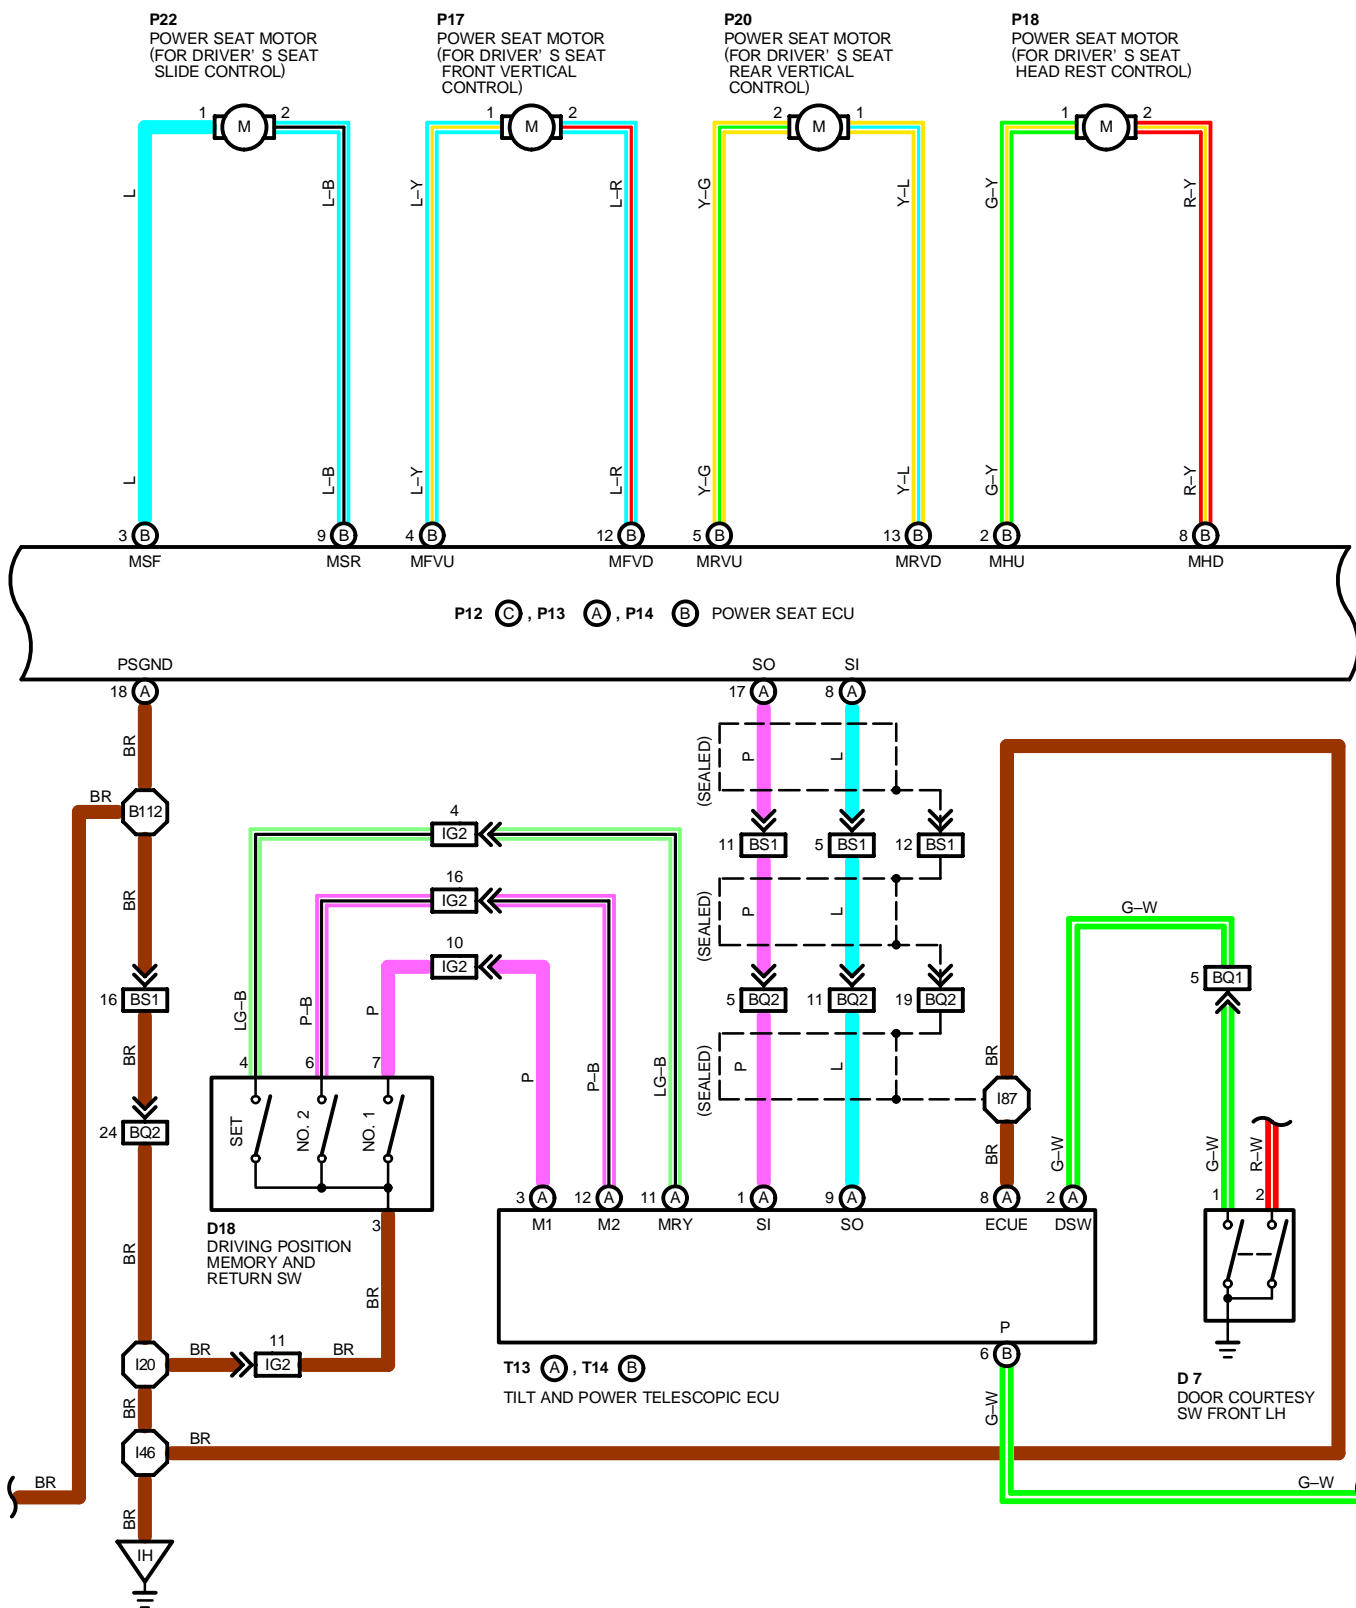 P22
POWER SEAT MOTOR
(FOR DRIVER' S SEAT
SLIDE CONTROL)
P17
POWER SEAT MOTOR
(FOR DRIVER' S SEAT
FRONT VERTICAL
CONTROL)
P20
POWER SEAT MOTOR
(FOR DRIVER' S SEAT
REAR VERTICAL
CONTROL)
P18
POWER SEAT MOTOR
(FOR DRIVER' S SEAT
HEAD REST CONTROL)
1 M 2
1 M 2
2 M 1
1 M 2
L L–B L–Y L–R Y–G Y–L G–Y R–Y
L L–B L–Y L–R Y–G Y–L G–Y R–Y
3 B 9 B 4 B 12 B 5 B 13 B 2 B 8 B
MSF MSR MFVU MFVD MRVU MRVD MHU MHD
P12 C , P13 A , P14 B POWER SEAT ECU
PSGND SO SI
18 A 17 A 8 A
BR
(SEALED) P L
BR B112
4
IG2
11 BS1 5 BS1 12 BS1
BR
16
IG2
(SEALED) P L
G–W
10
IG2
5 BQ1
16 BS1
5 BQ2 11 BQ2 19 BQ2
LG–B P–B P
BR
4 6 7
P P–B LG–B
(SEALED) P L
BR
I87
24 BQ2
SET NO. 2 NO. 1
BR G–W G–W R–W
3 A 12 A 11 A 1 A 9 A 8 A 2 A
1 2
M1 M2 MRY SI SO ECUE DSW
3
D18
DRIVING POSITION
MEMORY AND
RETURN SW
BR
BR
P
6 B
I20 BR 11 IG2 BR
T13 A , T14 B
TILT AND POWER TELESCOPIC ECU
D 7
DOOR COURTESY
SW FRONT LH
BR
G–W
I46 BR
BR
G–W
BR
IH